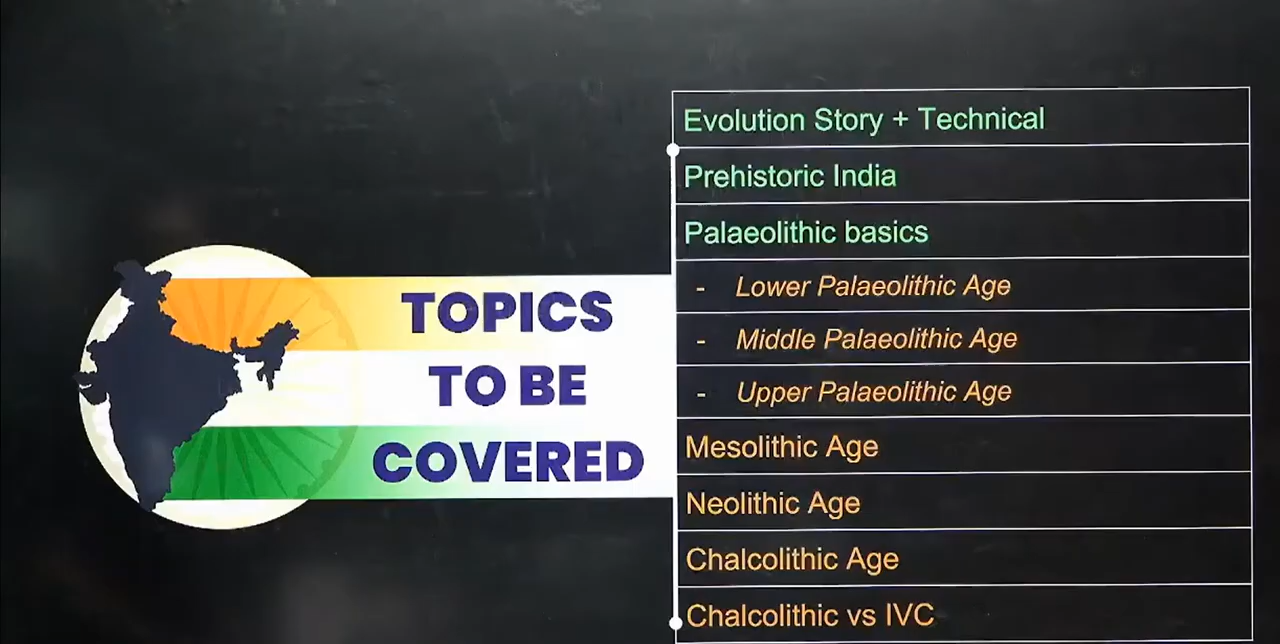 TOPICS
TO BE
COVERED
Evolution Story + Technical
Prehistoric India
Palaeolithic basics
- Lower Palaeolithic Age
- Middle Palaeolithic Age
- Upper Palaeolithic Age
Mesolithic Age
Neolithic Age
Chalcolithic Age
Chalcolithic vs IVC